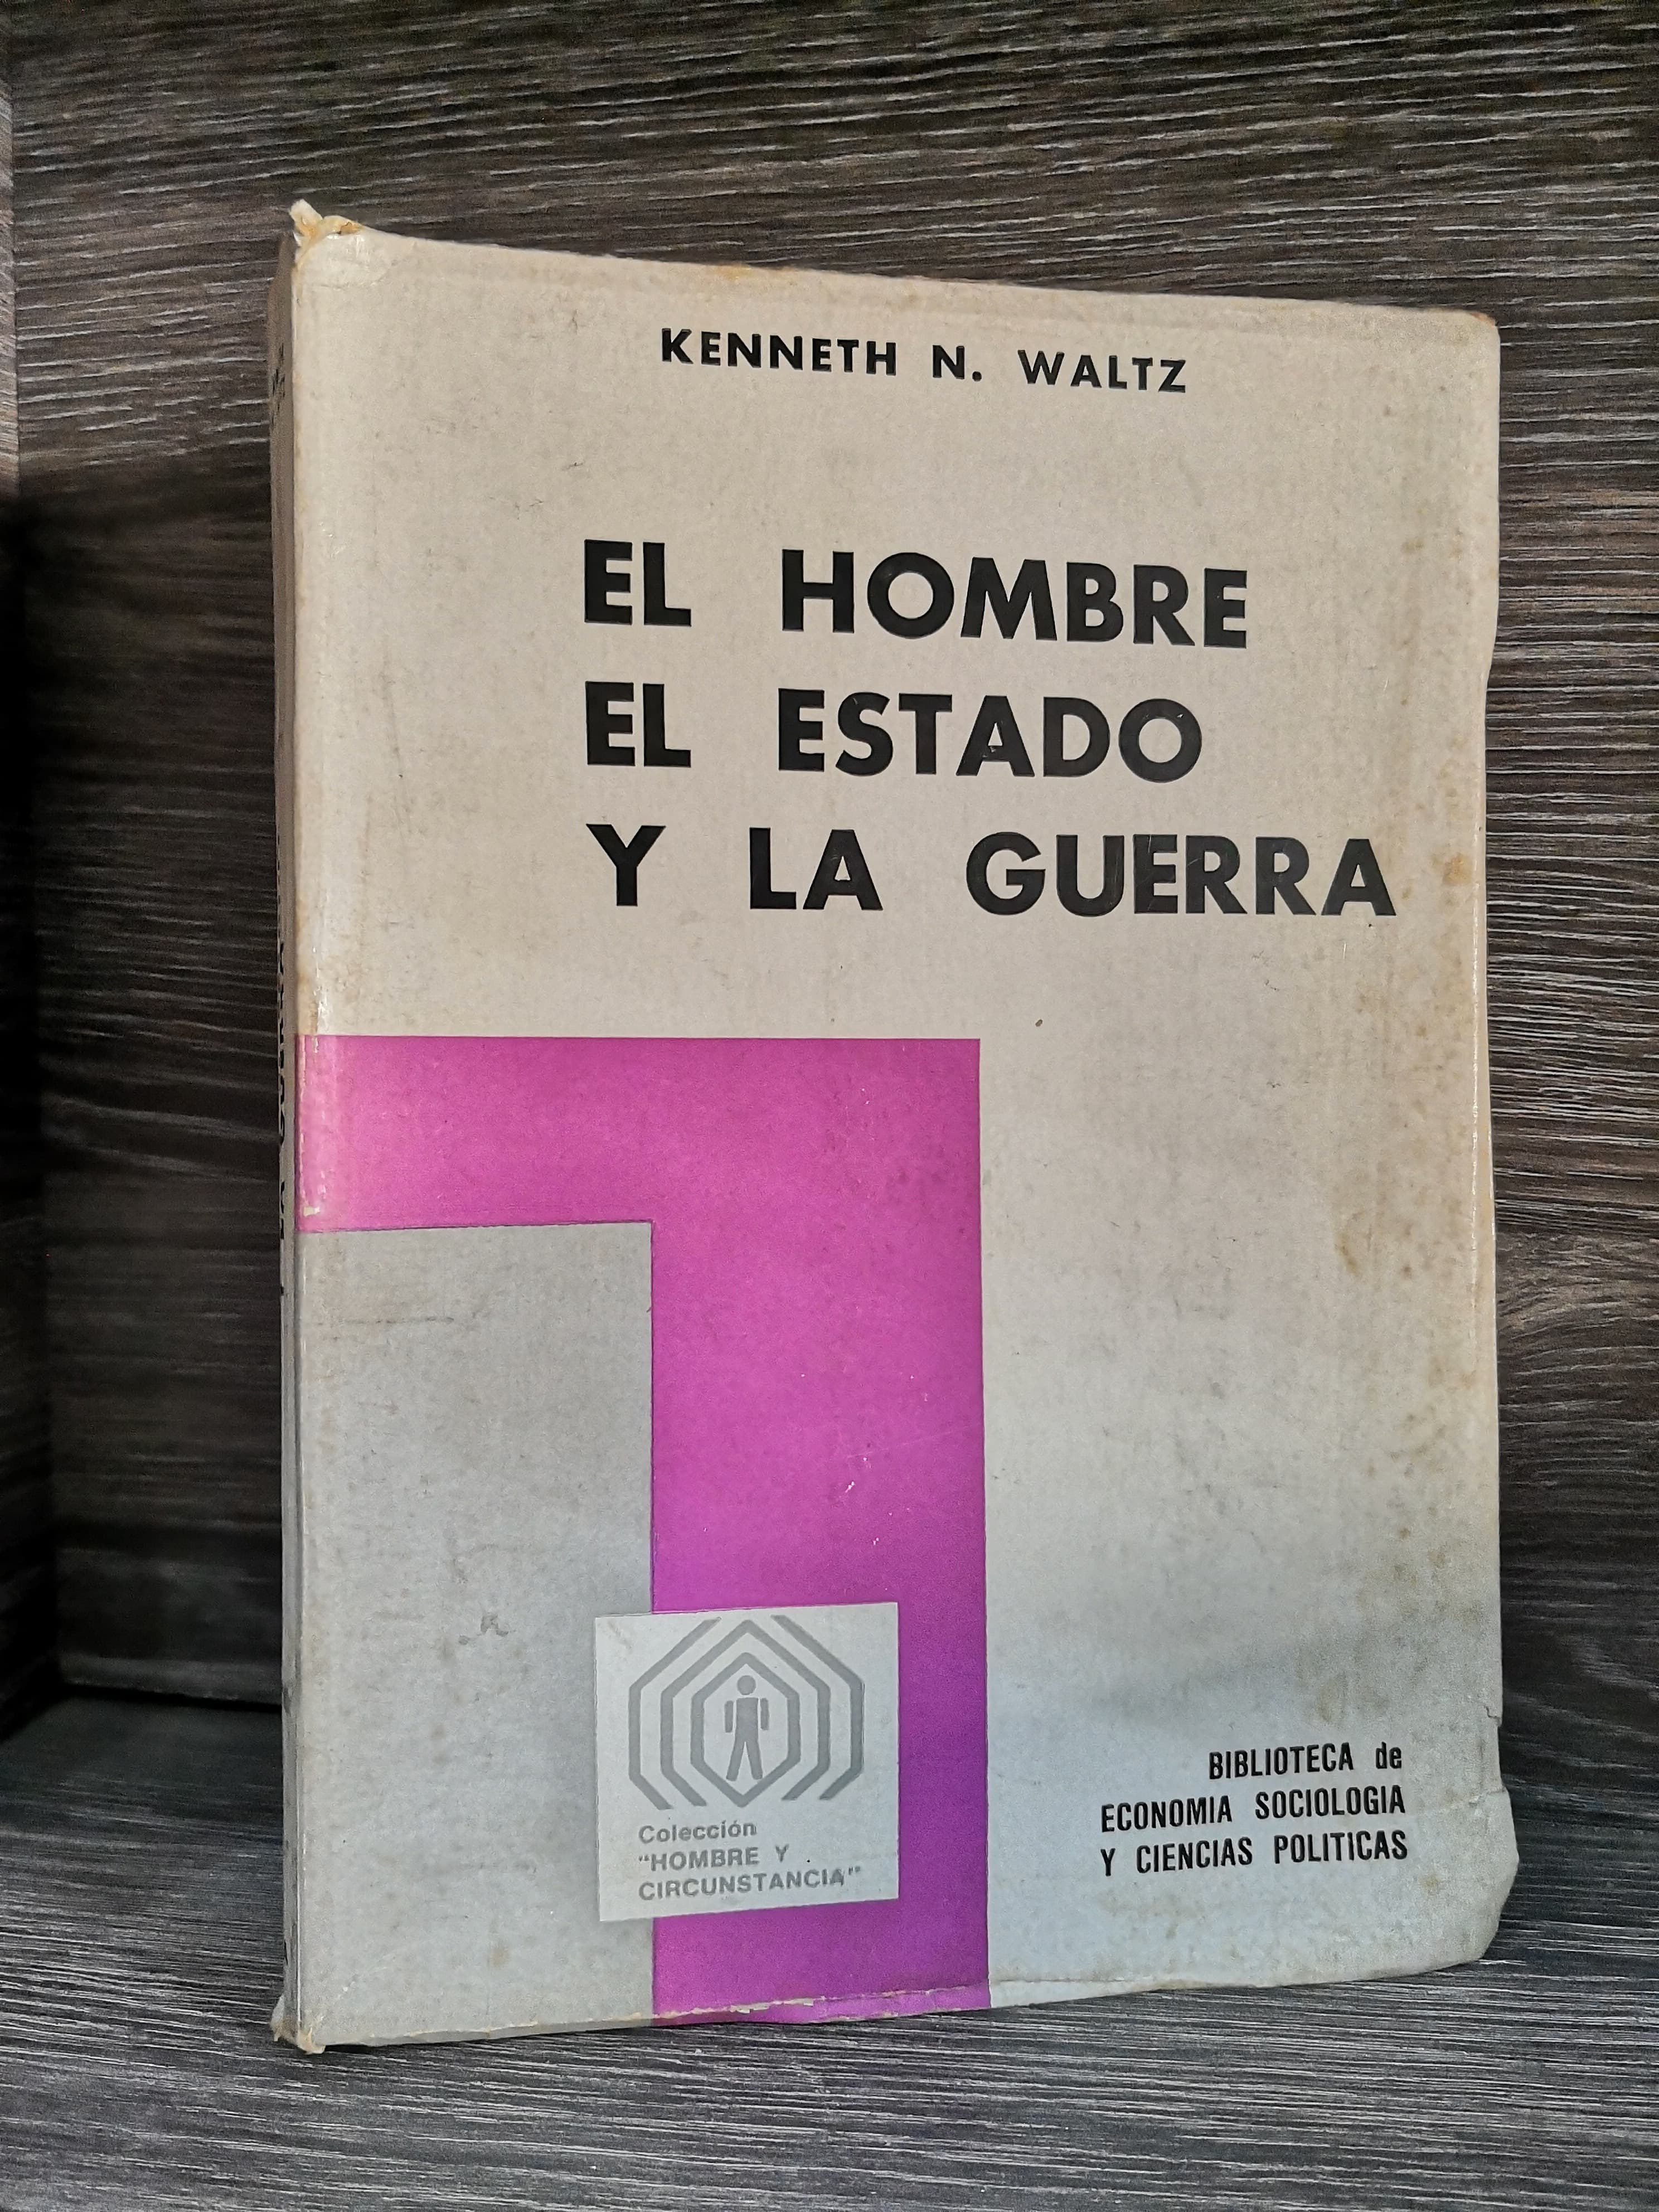 KENNETH N. WALTZ
EL HOMBRE
EL ESTADO
Y LA GUERRA
Colección
"HOMBRE Y
CIRCUNSTANCIA"
BIBLIOTECA de
ECONOMIA SOCIOLOGIA
Y CIENCIAS POLITICAS